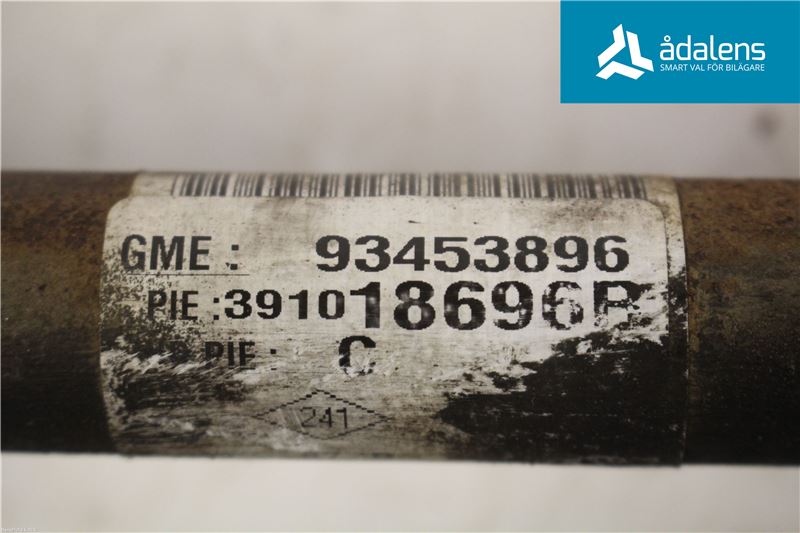 ådalens
SMART VAL FÖR BILÄGARE
GME : 93453896
PIE :391018696R
PIE : C
241